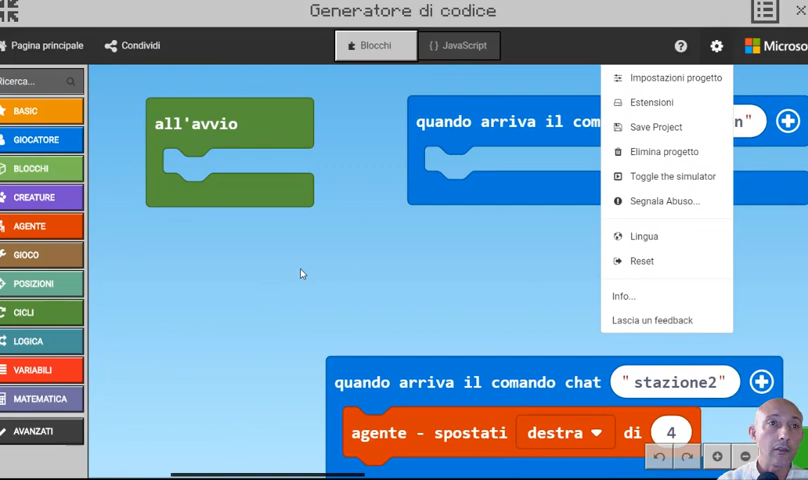 Generatore di codice
Pagina principale
Condividi
Blocchi
{} JavaScript
?
Ricerca...
BASIC
GIOCATORE
BLOCCHI
CREATURE
AGENTE
GIOCO
POSIZIONI
CICLI
LOGICA
VARIABILI
MATEMATICA
AVANZATI
all'avvio
quando arriva il
n"
Impostazioni progetto
Estensioni
Save Project
Elimina progetto
Toggle the simulator
Segnala Abuso...
Lingua
Reset
Info...
Lascia un feedback
quando arriva il comando chat "stazione2"
agente - spostati destra di 4